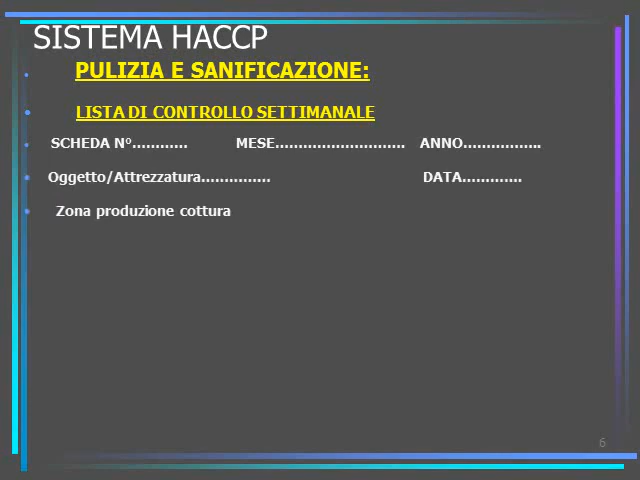 SISTEMA HACCP
• PULIZIA E SANIFICAZIONE:
• LISTA DI CONTROLLO SETTIMANALE
• SCHEDA N°………… MESE………………………. ANNO……………..
• Oggetto/Attrezzatura…………… DATA………….
• Zona produzione cottura
6